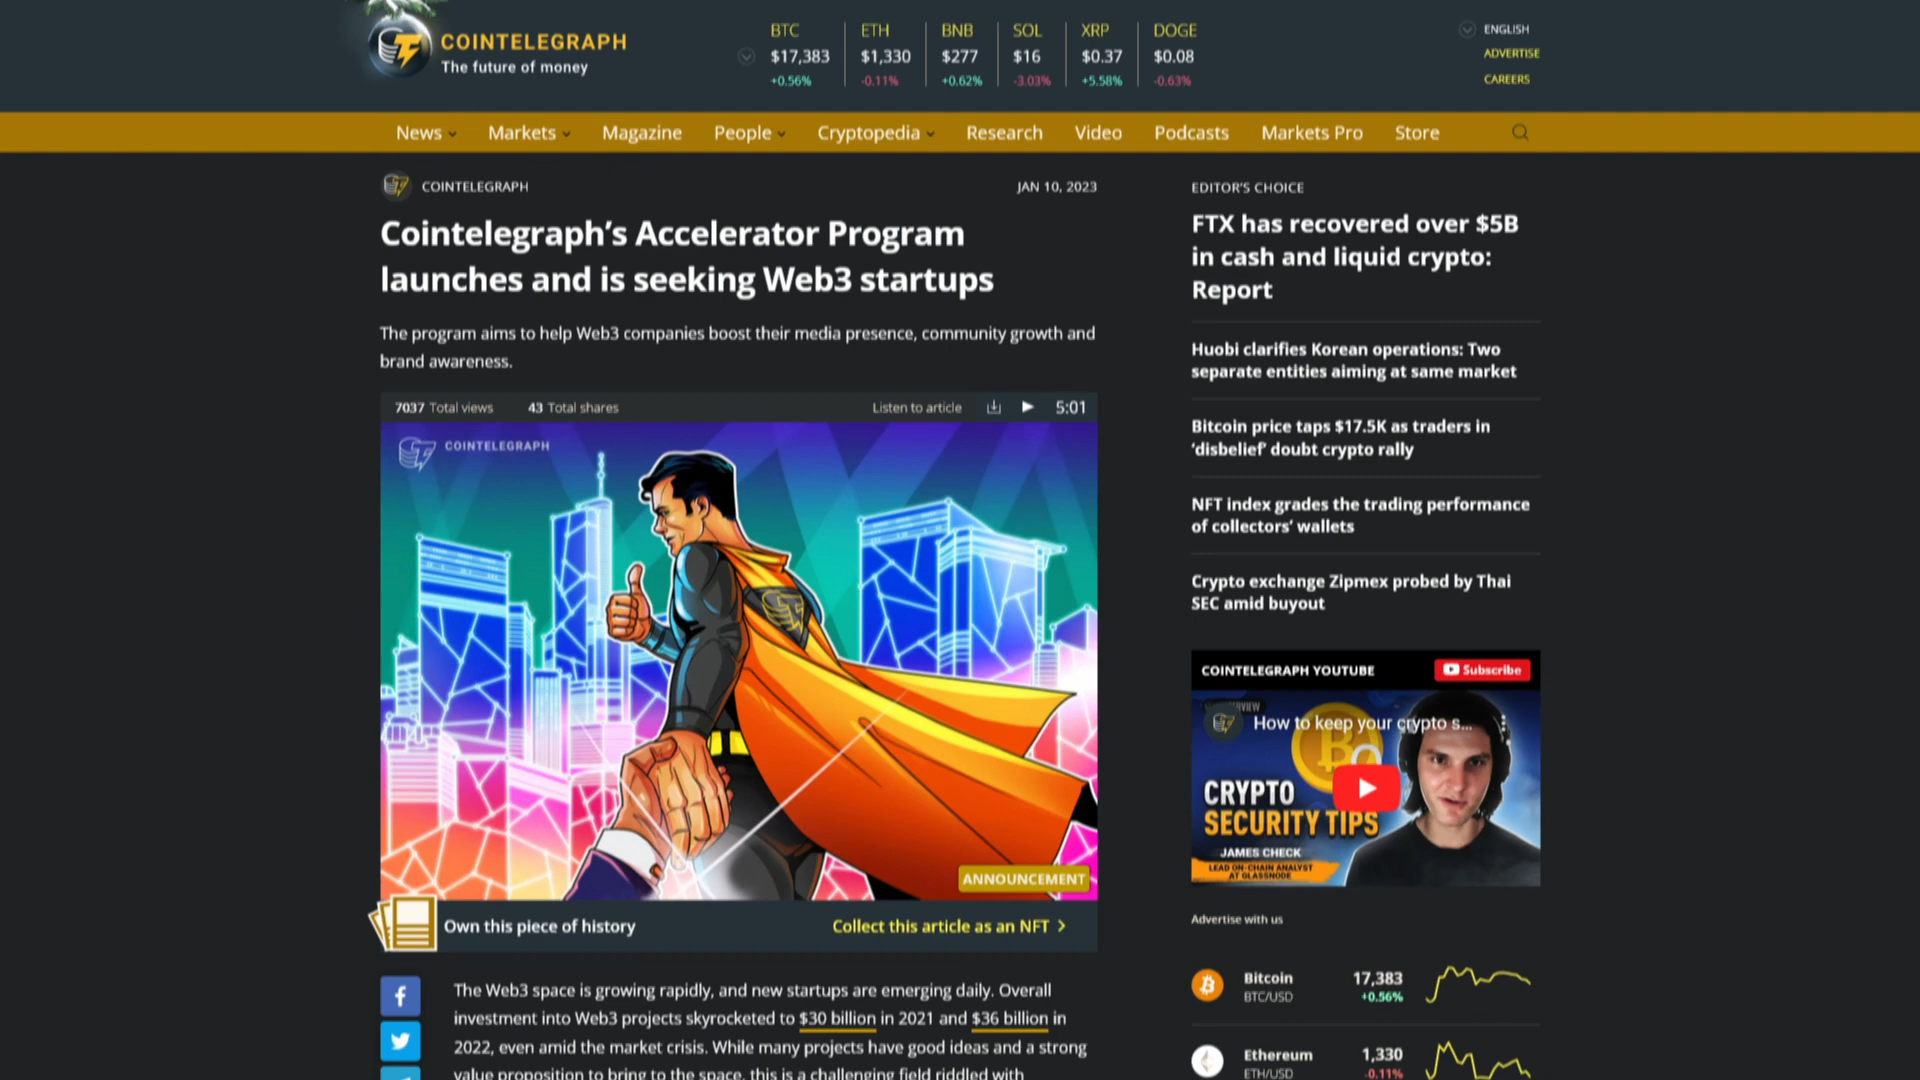 COINTELEGRAPH
The future of money
BTC
$17,383
+0.56%
ETH
$1,330
-0.11%
BNB
$277
+0.62%
SOL
$16
-3.03%
XRP
$0.37
+5.58%
DOGE
$0.08
-0.63%
ENGLISH
ADVERTISE
CAREERS
News Markets Magazine People Cryptopedia Research Video Podcasts Markets Pro Store
COINTELEGRAPH JAN 10, 2023
Cointelegraph’s Accelerator Program
launches and is seeking Web3 startups
The program aims to help Web3 companies boost their media presence, community growth and
brand awareness.
7037 Total views 43 Total shares Listen to article 5:01
COINTELEGRAPH
ANNOUNCEMENT
Own this piece of history Collect this article as an NFT
The Web3 space is growing rapidly, and new startups are emerging daily. Overall
investment into Web3 projects skyrocketed to $30 billion in 2021 and $36 billion in
2022, even amid the market crisis. While many projects have good ideas and a strong
value proposition to bring to the space, this is a challenging field riddled with
EDITOR’S CHOICE
FTX has recovered over $5B
in cash and liquid crypto:
Report
Huobi clarifies Korean operations: Two
separate entities aiming at same market
Bitcoin price taps $17.5K as traders in
‘disbelief’ doubt crypto rally
NFT index grades the trading performance
of collectors’ wallets
Crypto exchange Zipmex probed by Thai
SEC amid buyout
COINTELEGRAPH YOUTUBE Subscribe
How to keep your crypto s...
CRYPTO
SECURITY TIPS
JAMES CHECK
LEAD ON-CHAIN ANALYST
AT GLASSNODE
Advertise with us
Bitcoin 17,383
BTC/USD +0.56%
Ethereum 1,330
ETH/USD -0.11%